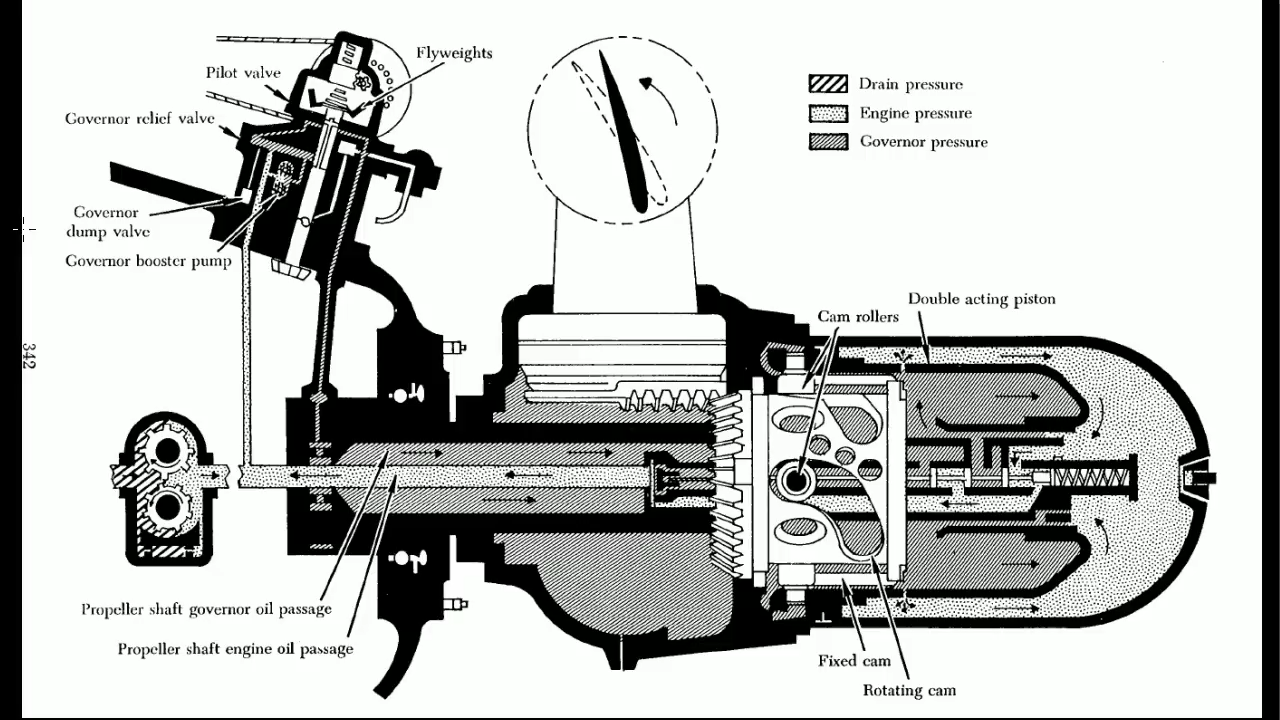 Flyweights
Pilot valve
Governor relief valve
Governor
dump valve
Governor booster pump
Drain pressure
Engine pressure
Governor pressure
Double acting piston
Cam rollers
342
Propeller shaft governor oil passage
Propeller shaft engine oil passage
Fixed cam
Rotating cam